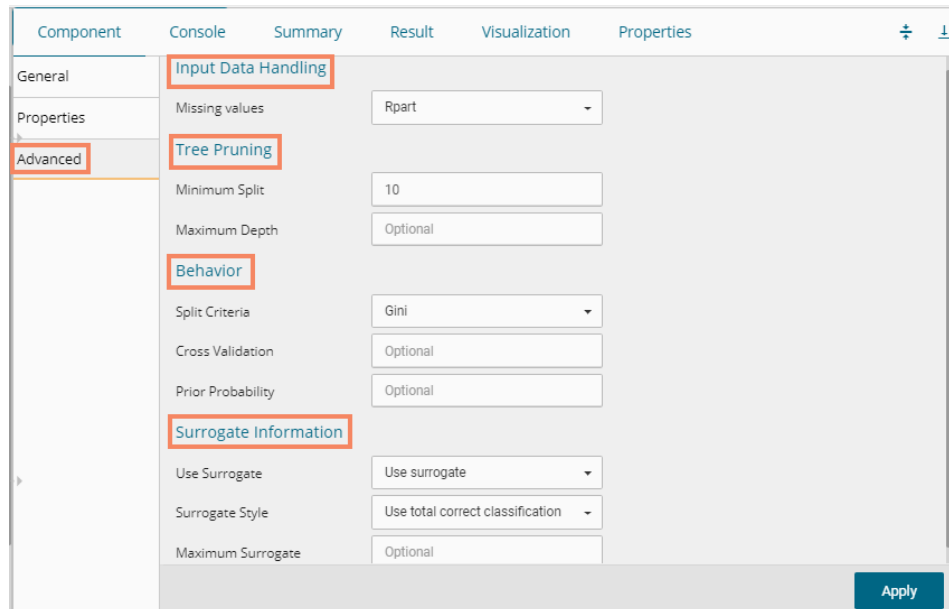 Component Console Summary Result Visualization Properties
General
Properties
Advanced
Input Data Handling
Missing values Rpart
Tree Pruning
Minimum Split 10
Maximum Depth Optional
Behavior
Split Criteria Gini
Cross Validation Optional
Prior Probability Optional
Surrogate Information
Use Surrogate Use surrogate
Surrogate Style Use total correct classification
Maximum Surrogate Optional
Apply